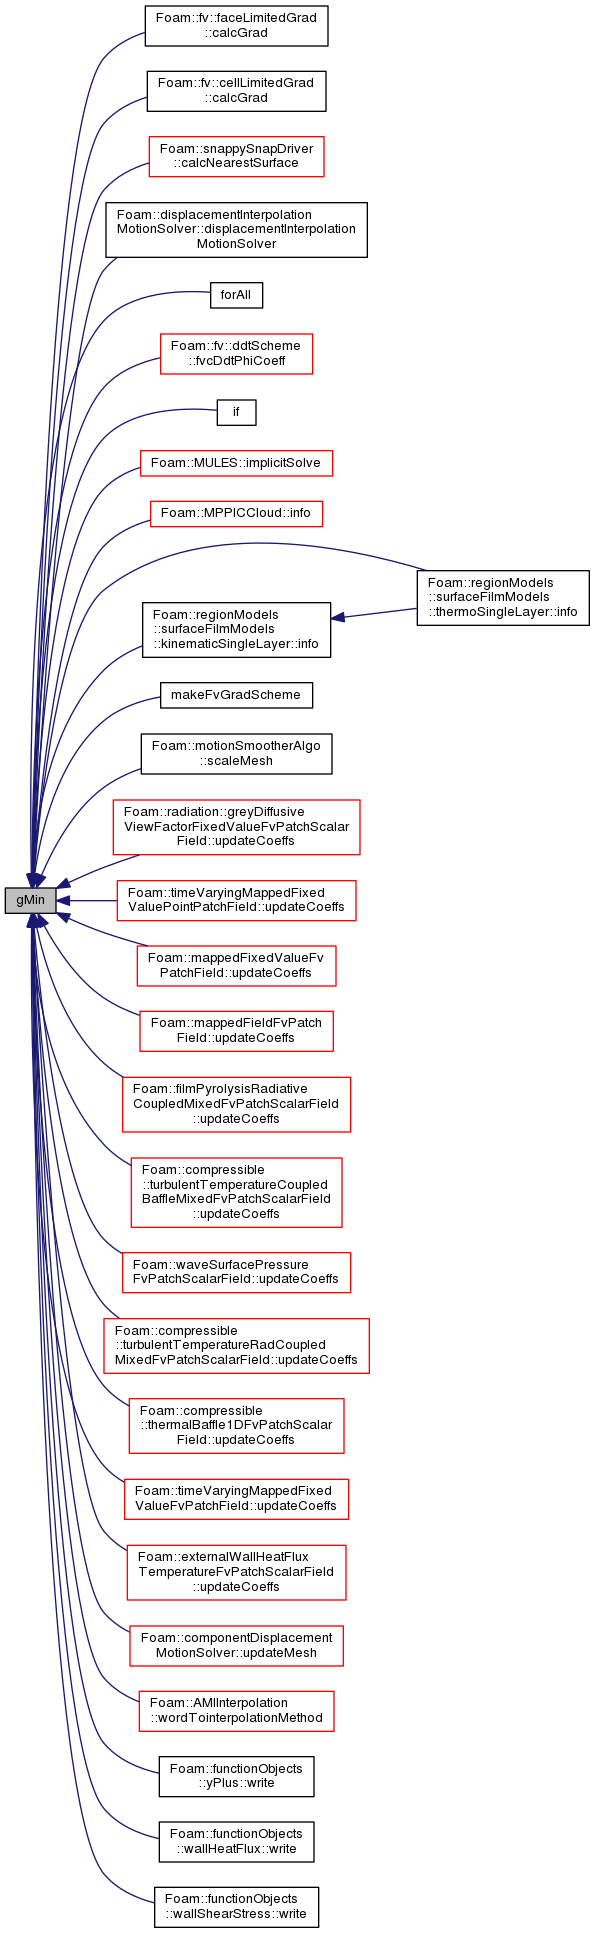 Foam::fv::faceLimitedGrad
::calcGrad
Foam::fv::cellLimitedGrad
::calcGrad
Foam::snappySnapDriver
::calcNearestSurface
Foam::displacementInterpolation
MotionSolver::displacementInterpolation
MotionSolver
forAll
Foam::fv::ddtScheme
::fvcDdtPhiCoeff
if
Foam::MULES::implicitSolve
Foam::MPPICCloud::info
Foam::regionModels
::surfaceFilmModels
::thermoSingleLayer::info
Foam::regionModels
::surfaceFilmModels
::kinematicSingleLayer::info
makeFvGradScheme
Foam::motionSmootherAlgo
::scaleMesh
Foam::radiation::greyDiffusive
ViewFactorFixedValueFvPatchScalar
Field::updateCoeffs
gMin
Foam::timeVaryingMappedFixed
ValuePointPatchField::updateCoeffs
Foam::mappedFixedValueFv
PatchField::updateCoeffs
Foam::mappedFieldFvPatch
Field::updateCoeffs
Foam::filmPyrolysisRadiative
CoupledMixedFvPatchScalarField
::updateCoeffs
Foam::compressible
::turbulentTemperatureCoupled
BaffleMixedFvPatchScalarField
::updateCoeffs
Foam::waveSurfacePressure
FvPatchScalarField::updateCoeffs
Foam::compressible
::turbulentTemperatureRadCoupled
MixedFvPatchScalarField::updateCoeffs
Foam::compressible
::thermalBaffle1DFvPatchScalar
Field::updateCoeffs
Foam::timeVaryingMappedFixed
ValueFvPatchField::updateCoeffs
Foam::externalWallHeatFlux
TemperatureFvPatchScalarField
::updateCoeffs
Foam::componentDisplacement
MotionSolver::updateMesh
Foam::AMIInterpolation
::wordTointerpolationMethod
Foam::functionObjects
::yPlus::write
Foam::functionObjects
::wallHeatFlux::write
Foam::functionObjects
::wallShearStress::write